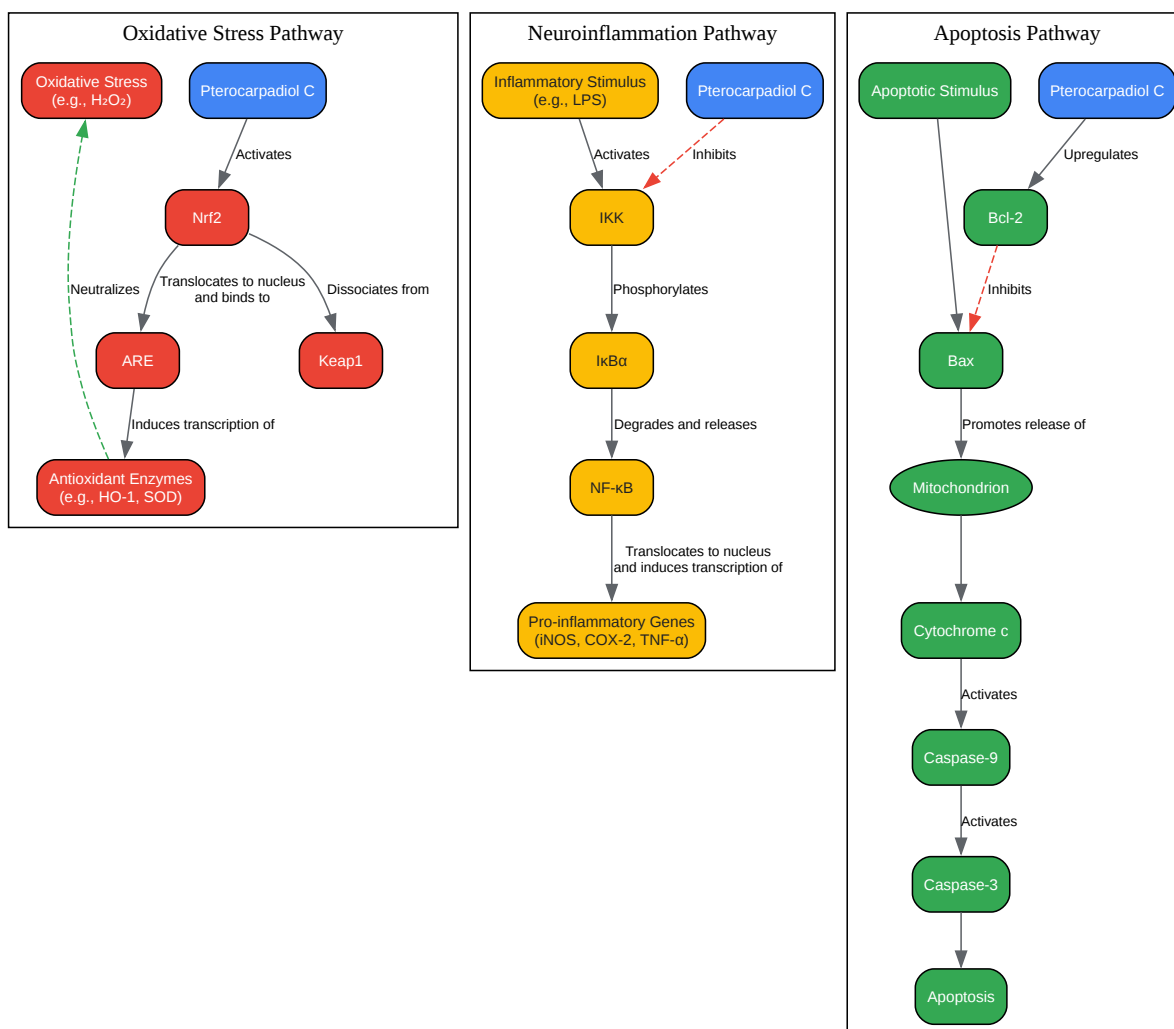 Oxidative Stress Pathway
Oxidative Stress
(e.g., H₂O₂)
Pterocarpadiol C
Activates
Nrf2
Neutralizes
Translocates to nucleus
and binds to
Dissociates from
ARE
Keap1
Induces transcription of
Antioxidant Enzymes
(e.g., HO-1, SOD)
Neuroinflammation Pathway
Inflammatory Stimulus
(e.g., LPS)
Pterocarpadiol C
Activates
Inhibits
IKK
Phosphorylates
IκBα
Degrades and releases
NF-κB
Translocates to nucleus
and induces transcription of
Pro-inflammatory Genes
(iNOS, COX-2, TNF-α)
Apoptosis Pathway
Apoptotic Stimulus
Pterocarpadiol C
Upregulates
Bcl-2
Inhibits
Bax
Promotes release of
Mitochondrion
Cytochrome c
Activates
Caspase-9
Activates
Caspase-3
Apoptosis